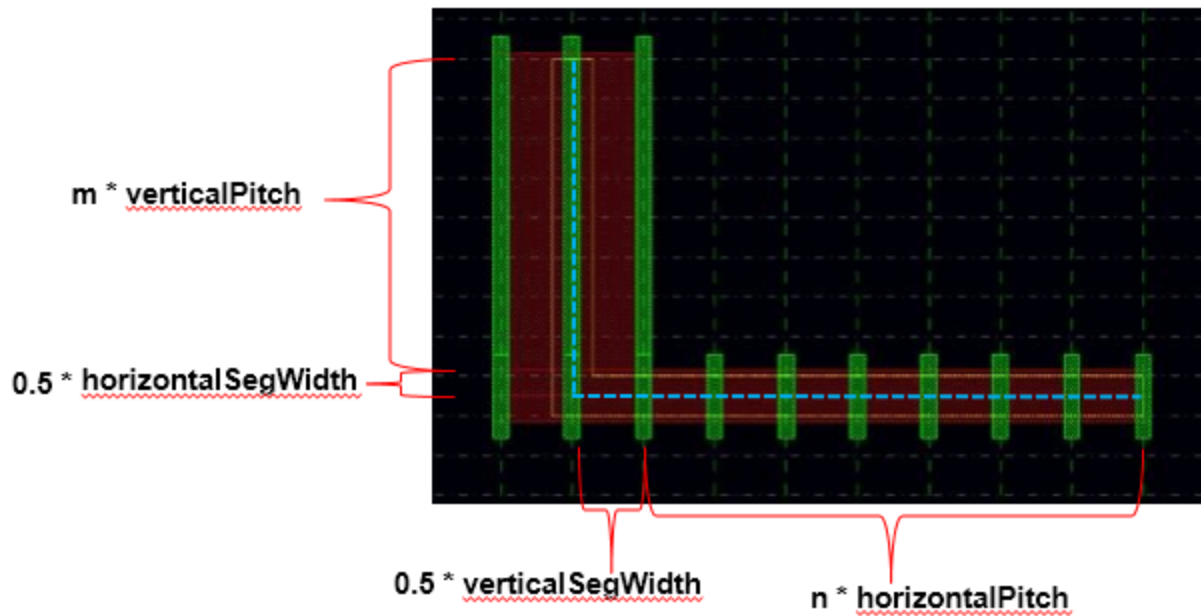 m * verticalPitch
0.5 * horizontalSegWidth
0.5 * verticalSegWidth
n * horizontalPitch